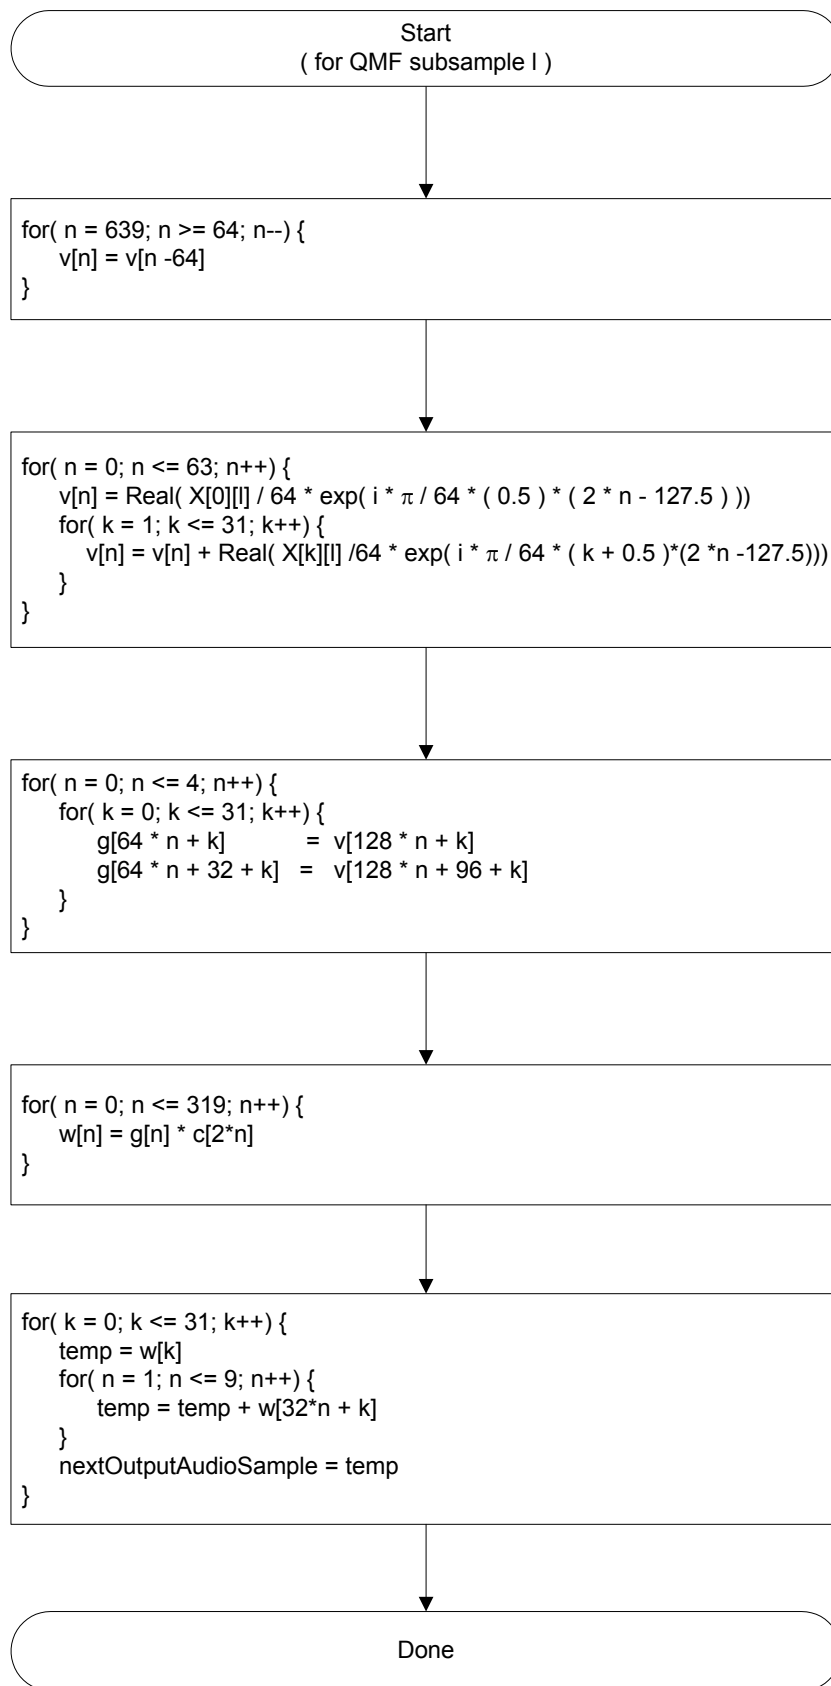 Start
( for QMF subsample l )
for( n = 639; n >= 64; n--) {
v[n] = v[n -64]
}
for( n = 0; n <= 63; n++) {
v[n] = Real( X[0][l] / 64 * exp( i * π / 64 * ( 0.5 ) * ( 2 * n - 127.5 ) ))
for( k = 1; k <= 31; k++) {
v[n] = v[n] + Real( X[k][l] /64 * exp( i * π / 64 * ( k + 0.5 )*(2 *n -127.5)))
}
}
for( n = 0; n <= 4; n++) {
for( k = 0; k <= 31; k++) {
g[64 * n + k] = v[128 * n + k]
g[64 * n + 32 + k] = v[128 * n + 96 + k]
}
}
for( n = 0; n <= 319; n++) {
w[n] = g[n] * c[2*n]
}
for( k = 0; k <= 31; k++) {
temp = w[k]
for( n = 1; n <= 9; n++) {
temp = temp + w[32*n + k]
}
nextOutputAudioSample = temp
}
Done